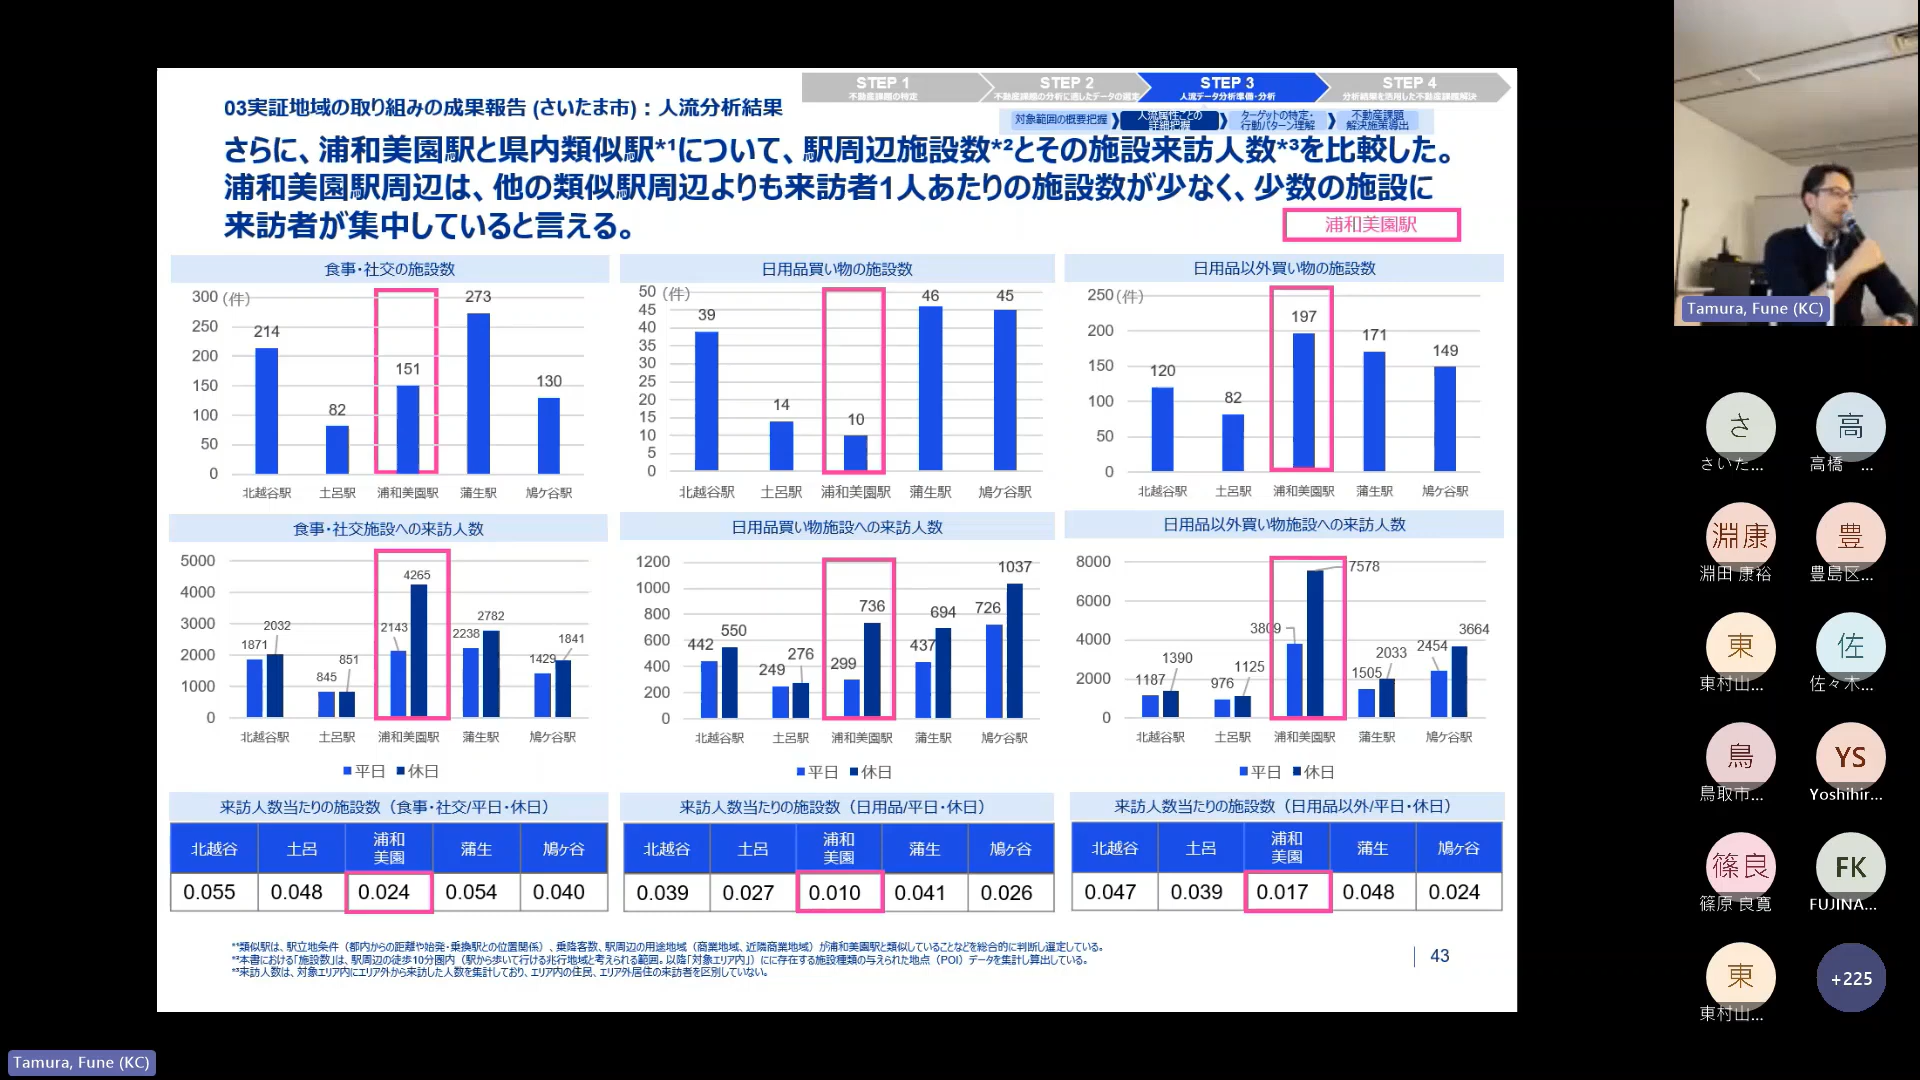 STEP 1
不動産課題の特定
STEP 2
不動産課題の分析に適したデータの選定
STEP 3
人流データ分析準備・分析
STEP 4
分析結果を活用した不動産課題解決
対象範囲の概要把握
人流属性ごとの
詳細把握
ターゲットの特定・
行動パターン理解
不動産課題
解決施策導出
03実証地域の取り組みの成果報告 (さいたま市)：人流分析結果
さらに、浦和美園駅と県内類似駅*¹について、駅周辺施設数*²とその施設来訪人数*³を比較した。
浦和美園駅周辺は、他の類似駅周辺よりも来訪者1人あたりの施設数が少なく、少数の施設に
来訪者が集中していると言える。
浦和美園駅
食事・社交の施設数
300 (件)
250
200
150
100
50
0
214
82
151
273
130
北越谷駅 土呂駅 浦和美園駅 蒲生駅 鳩ケ谷駅
日用品買い物の施設数
50 (件)
45
40
35
30
25
20
15
10
5
0
39
14
10
46
45
北越谷駅 土呂駅 浦和美園駅 蒲生駅 鳩ケ谷駅
日用品以外買い物の施設数
250 (件)
200
150
100
50
0
120
82
197
171
149
北越谷駅 土呂駅 浦和美園駅 蒲生駅 鳩ケ谷駅
食事・社交施設への来訪人数
5000
4000
3000
2000
1000
0
1871 2032
845 851
2143 4265
2238 2782
1429 1841
北越谷駅 土呂駅 浦和美園駅 蒲生駅 鳩ケ谷駅
平日 休日
日用品買い物施設への来訪人数
1200
1000
800
600
400
200
0
442 550
249 276
299 736
437 694
726 1037
北越谷駅 土呂駅 浦和美園駅 蒲生駅 鳩ケ谷駅
平日 休日
日用品以外買い物施設への来訪人数
8000
6000
4000
2000
0
1187 1390
976 1125
3809 7578
1505 2033
2454 3664
北越谷駅 土呂駅 浦和美園駅 蒲生駅 鳩ケ谷駅
平日 休日
来訪人数当たりの施設数（食事・社交/平日・休日）
北越谷 土呂 浦和美園 蒲生 鳩ヶ谷
0.055 0.048 0.024 0.054 0.040
来訪人数当たりの施設数（日用品/平日・休日）
北越谷 土呂 浦和美園 蒲生 鳩ヶ谷
0.039 0.027 0.010 0.041 0.026
来訪人数当たりの施設数（日用品以外/平日・休日）
北越谷 土呂 浦和美園 蒲生 鳩ヶ谷
0.047 0.039 0.017 0.048 0.024
*¹類似駅は、駅立地条件（都内からの距離や始発・乗換駅との位置関係）、乗降客数、駅周辺の用途地域（商業地域、近隣商業地域）が浦和美園駅と類似していることなどを総合的に判断し選定している。
*²本書における「施設数」は、駅周辺の徒歩10分圏内（駅から歩いて行ける兆行地域と考えられる範囲。以降「対象エリア内」）にに存在する施設種類の与えられた地点（POI）データを集計し算出している。
*³来訪人数は、対象エリア内にエリア外から来訪した人数を集計しており、エリア内の住民、エリア外居住の来訪者を区別していない。
43
Tamura, Fune (KC)
さ
さいた...
高
高橋 ...
淵康
淵田 康裕
豊
豊島区...
東
東村山...
佐
佐々木...
鳥
鳥取市...
YS
Yoshihir...
篠良
篠原 良寛
FK
FUJINA...
東
東村山...
+225
Tamura, Fune (KC)